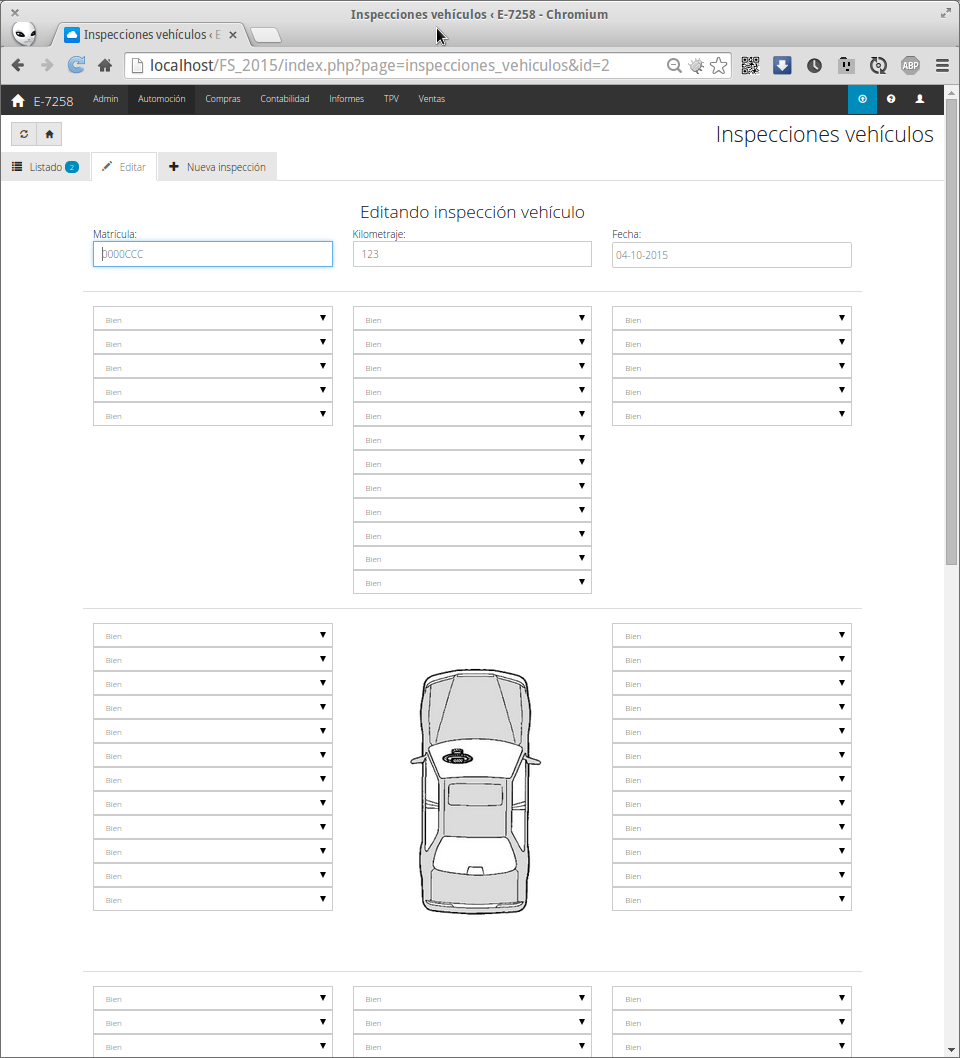 Inspecciones vehículos ‹ E-7258 - Chromium
Inspecciones vehículos ‹ E
localhost/FS_2015/index.php?page=inspecciones_vehiculos&id=2
ABP
E-7258 Admin Automoción Compras Contabilidad Informes TPV Ventas
Inspecciones vehículos
Listado 2 Editar Nueva inspección
Editando inspección vehículo
Matrícula: Kilometraje: Fecha:
0000CCC 123 04-10-2015
Bien Bien Bien
Bien Bien Bien
Bien Bien Bien
Bien Bien Bien
Bien Bien Bien
Bien
Bien
Bien
Bien
Bien
Bien
Bien
Bien Bien
Bien Bien
Bien Bien
Bien Bien
Bien Bien
Bien Bien
Bien Bien
Bien Bien
Bien Bien
Bien Bien
Bien Bien
Bien Bien
Bien Bien Bien
Bien Bien Bien
Bien Bien Bien